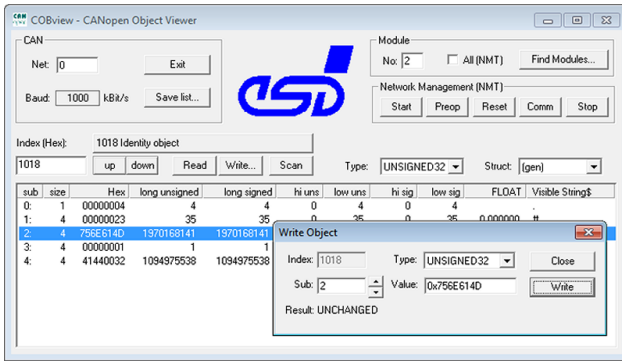 CAN COBview - CANopen Object Viewer
CAN
Net: 0
Exit
Baud: 1000 kBit/s
Save list...
esd
Module
No: 2
All (NMT)
Find Modules...
Network Management (NMT)
Start Preop Reset Comm Stop
Index (Hex): 1018 Identity object
1018 up down Read Write... Scan Type: UNSIGNED32 Struct: (gen)
sub size Hex long unsigned long signed hi uns low uns hi sig low sig FLOAT Visible String$
0: 1 00000004 4 4 0 4 0 4 .
1: 4 00000023 35 35 0 35 0 35 0.000000 #
2: 4 756E614D 1970168141 1970168141
3: 4 00000001 1 1
4: 4 41440032 1094975538 1094975538
Write Object
Index: 1018 Type: UNSIGNED32 Close
Sub: 2 Value: 0x756E614D Write
Result: UNCHANGED